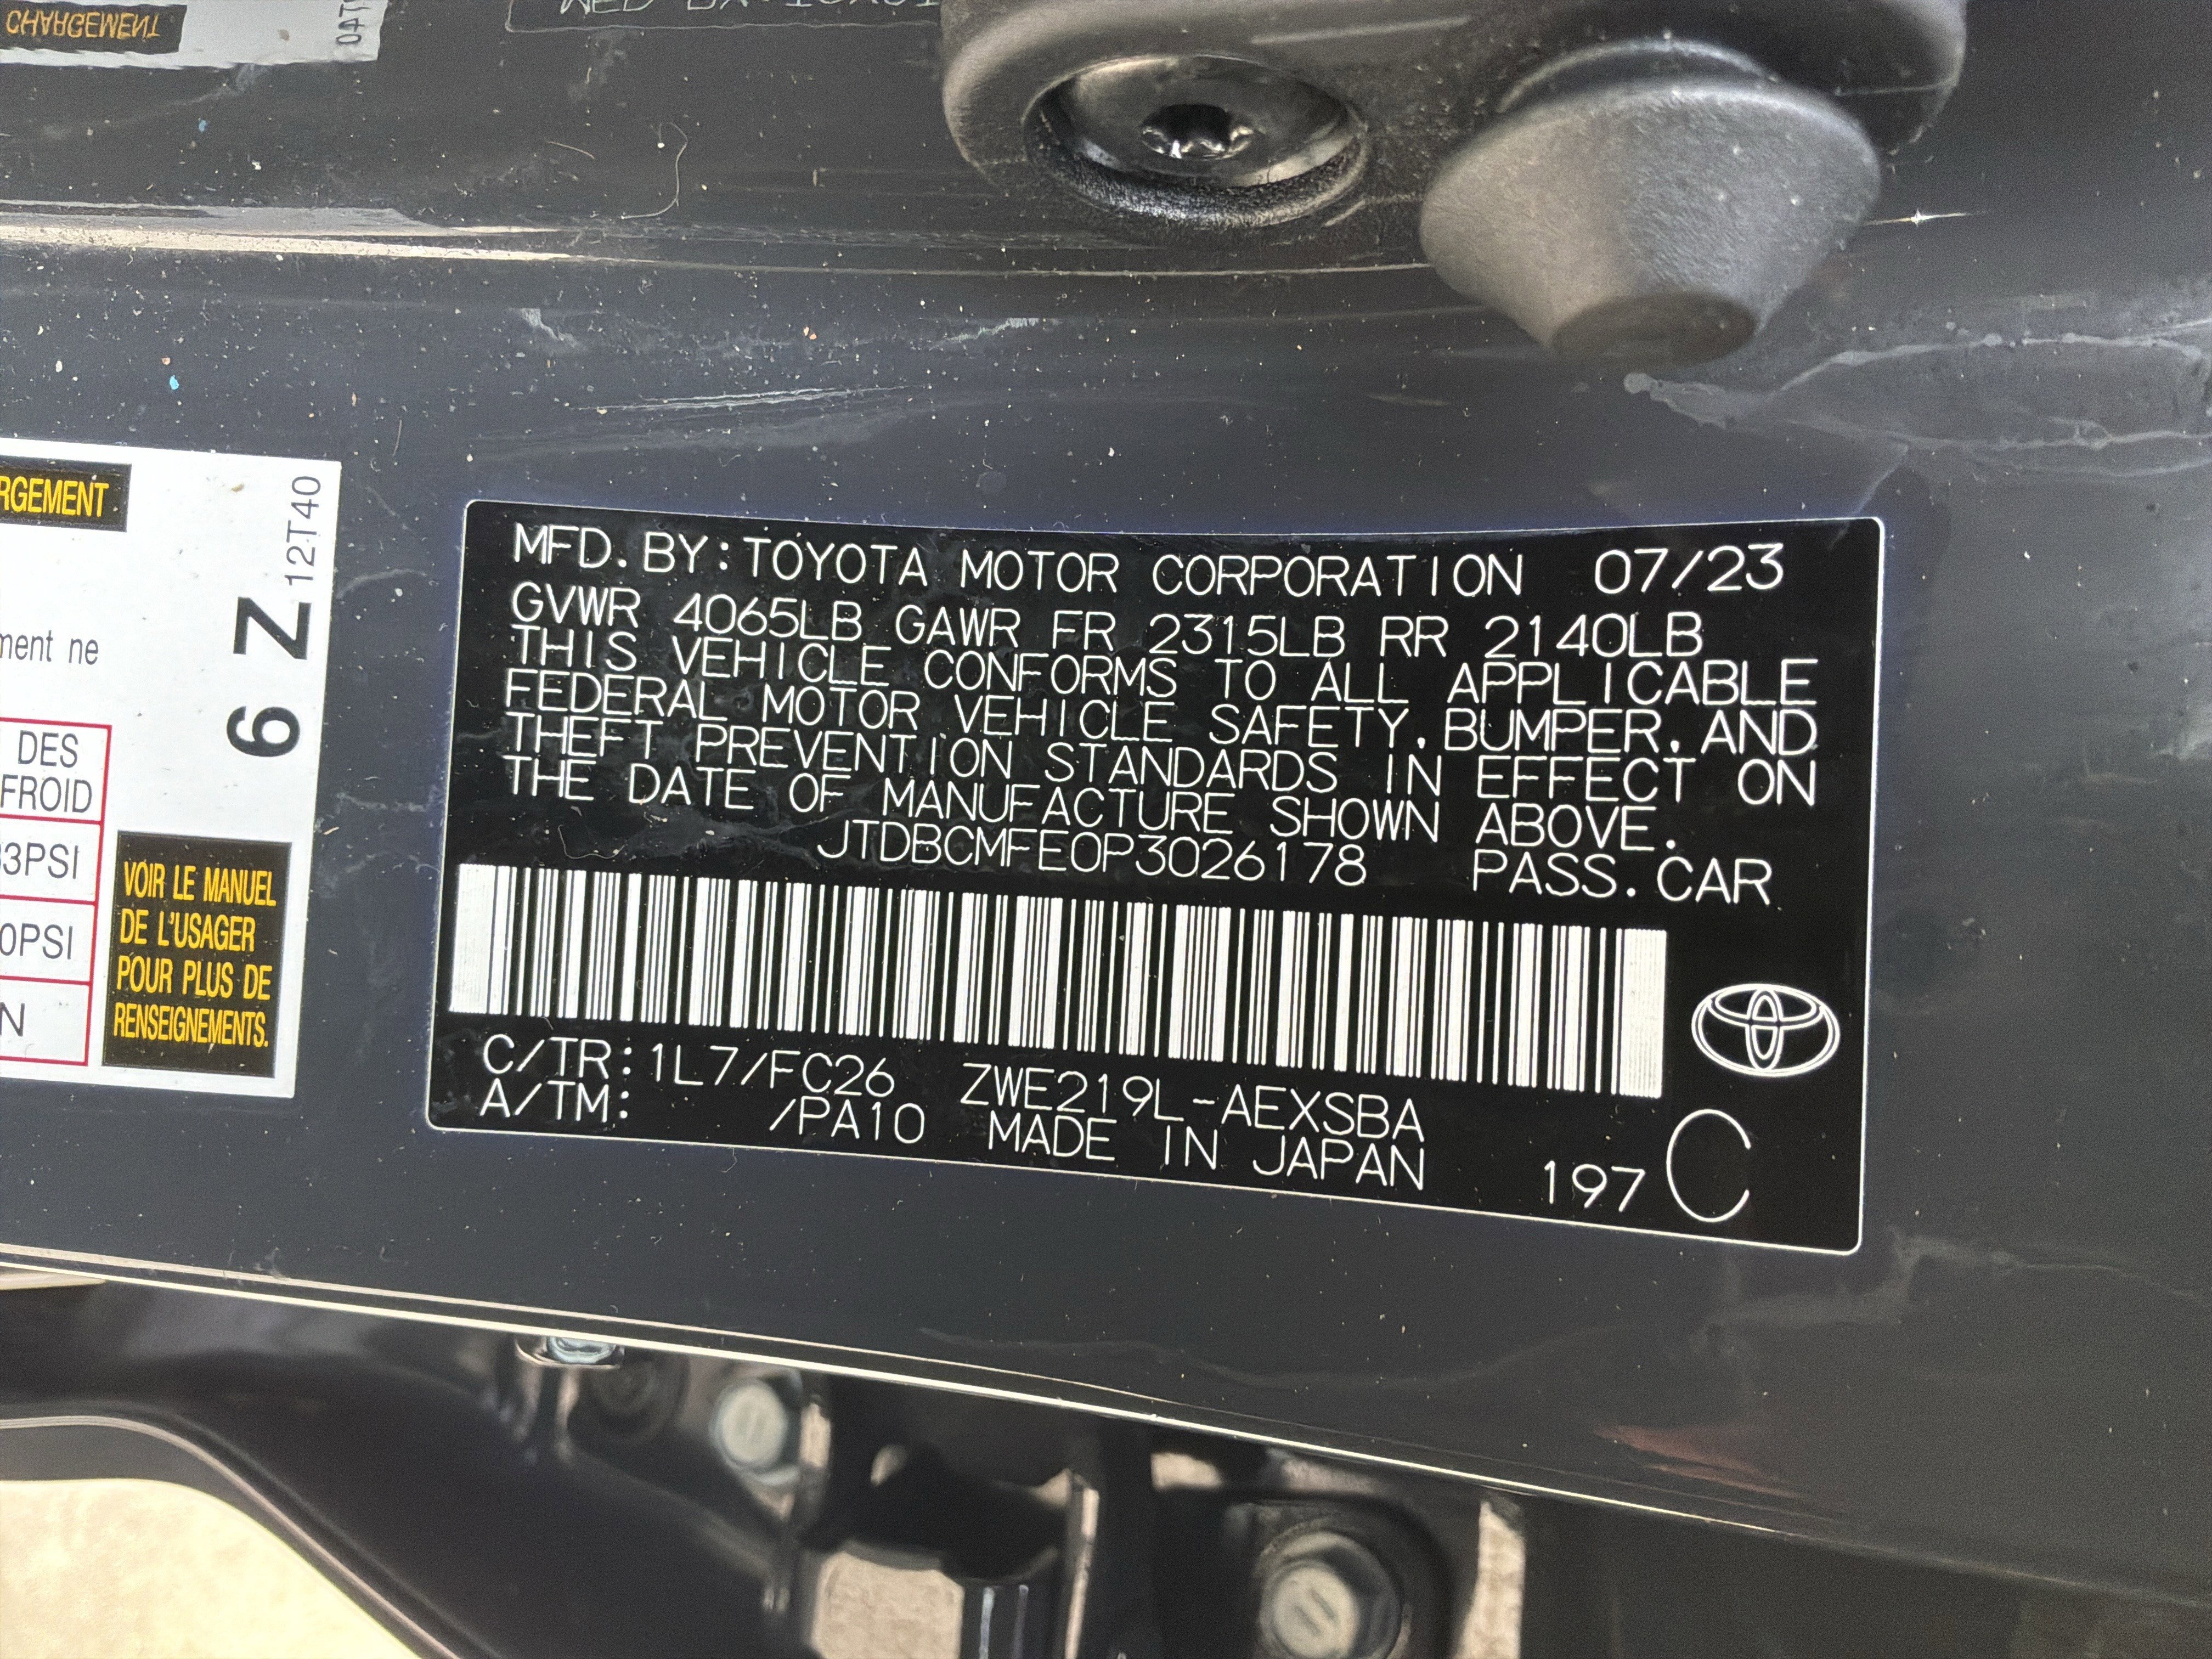 CHARGEMENT
RGEMENT
12T40
6 Z
ment ne
DES
FROID
3PSI
0PSI
N
VOIR LE MANUEL
DE L'USAGER
POUR PLUS DE
RENSEIGNEMENTS.
MFD. BY: TOYOTA MOTOR CORPORATION 07/23
GVWR 4065LB GAWR FR 2315LB RR 2140LB
THIS VEHICLE CONFORMS TO ALL APPLICABLE
FEDERAL MOTOR VEHICLE SAFETY, BUMPER, AND
THEFT PREVENTION STANDARDS IN EFFECT ON
THE DATE OF MANUFACTURE SHOWN ABOVE.
JTDBCMFE0P3026178 PASS. CAR
C/TR: 1L7/FC26 ZWE219L-AEXSBA
A/TM: /PA10 MADE IN JAPAN
197 C